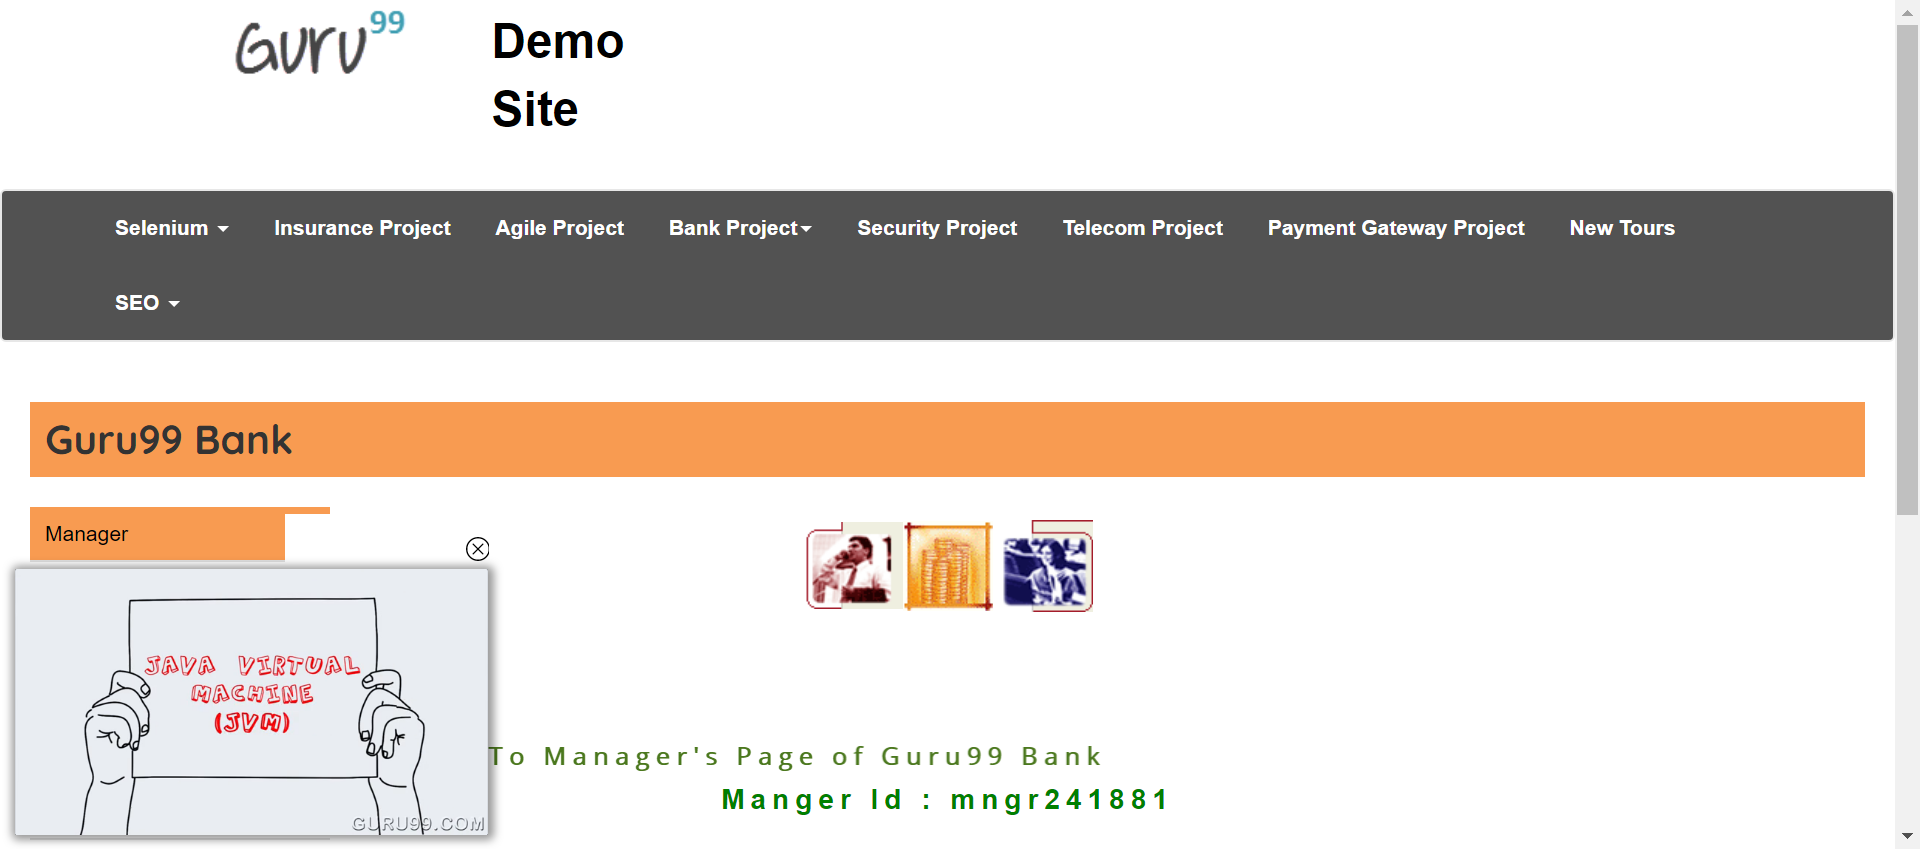 Guru99
Demo
Site
Selenium
Insurance Project
Agile Project
Bank Project
Security Project
Telecom Project
Payment Gateway Project
New Tours
SEO
Guru99 Bank
Manager
JAVA VIRTUAL
MACHINE
(JVM)
GURU99.COM
To Manager's Page of Guru99 Bank
Manger Id : mngr241881